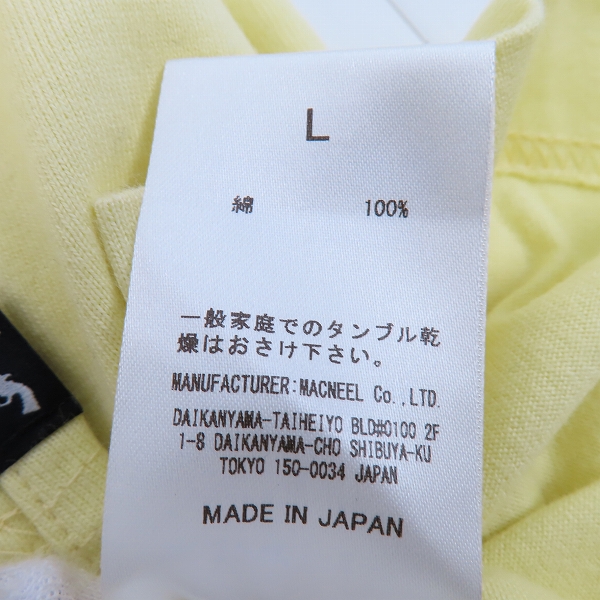 L
綿 100%
一般家庭でのタンブル乾
燥はおさけ下さい。
MANUFACTURER:MACNEEL Co.,LTD.
DAIKANYAMA-TAIHEIYO BLD#0100 2F
1-8 DAIKANYAMA-CHO SHIBUYA-KU
TOKYO 150-0034 JAPAN
MADE IN JAPAN